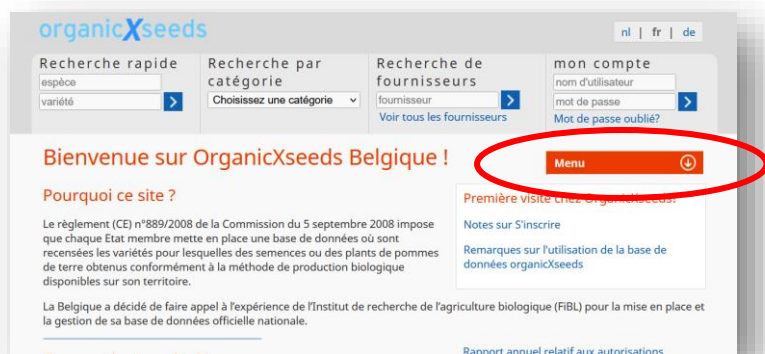 organicXseeds
nl | fr | de
Recherche rapide
espèce
variété
Recherche par
catégorie
Choisissez une catégorie
Recherche de
fournisseurs
fournisseur
Voir tous les fournisseurs
mon compte
nom d'utilisateur
mot de passe
Mot de passe oublié?
Bienvenue sur OrganicXseeds Belgique !
Menu
Pourquoi ce site ?
Le règlement (CE) n°889/2008 de la Commission du 5 septembre 2008 impose
que chaque Etat membre mette en place une base de données où sont
recensées les variétés pour lesquelles des semences ou des plants de pommes
de terre obtenus conformément à la méthode de production biologique
disponibles sur son territoire.
Première visite chez OrganicXseeds?
Notes sur S'inscrire
Remarques sur l'utilisation de la base de
données organicXseeds
La Belgique a décidé de faire appel à l'expérience de l'Institut de recherche de l'agriculture biologique (FiBL) pour la mise en place et
la gestion de sa base de données officielle nationale.
Rapport annuel relatif aux autorisations